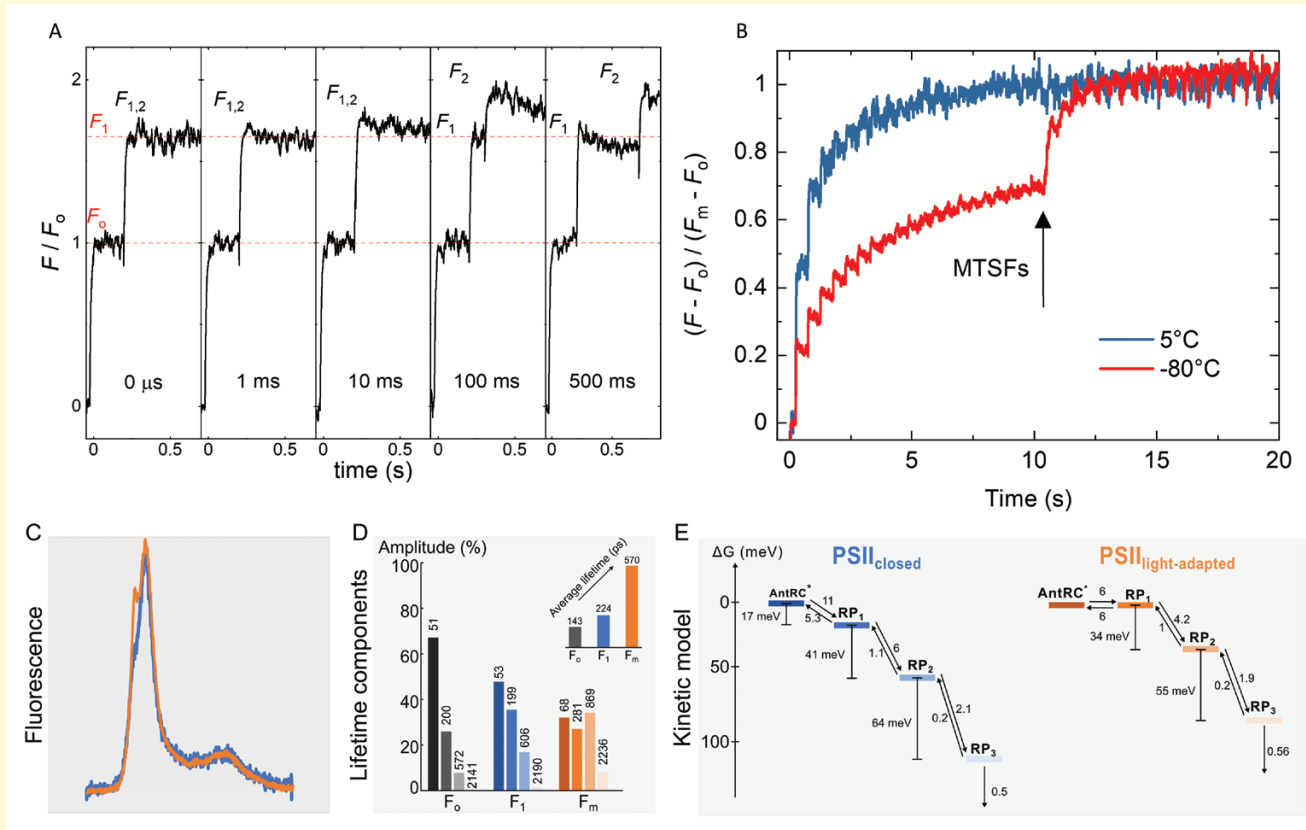 A
F1,2
F1,2
F1,2
F2
F2
F1
F1
F1
Fo
F / Fo
2
1
0
0 μs
1 ms
10 ms
100 ms
500 ms
0 0.5
0 0.5
0 0.5
0 0.5
0 0.5
time (s)
B
(F - Fo) / (Fm - Fo)
1
0.8
0.6
0.4
0.2
0
MTSFs
5°C
-80°C
0 5 10 15 20
Time (s)
C
Fluorescence
D
Amplitude (%)
Lifetime components
100
80
60
40
20
0
51
200
572
2141
53
199
606
2190
68
281
869
2236
Fo F1 Fm
Average lifetime (ps)
143
224
570
Fo F1 Fm
E
Kinetic model
ΔG (meV)
0
50
100
PSIIclosed
AntRC*
17 meV
11
5.3
RP1
41 meV
6
1.1
RP2
64 meV
2.1
0.2
RP3
0.5
PSIIlight-adapted
AntRC*
6
6
RP1
34 meV
4.2
1
RP2
55 meV
1.9
0.2
RP3
0.56